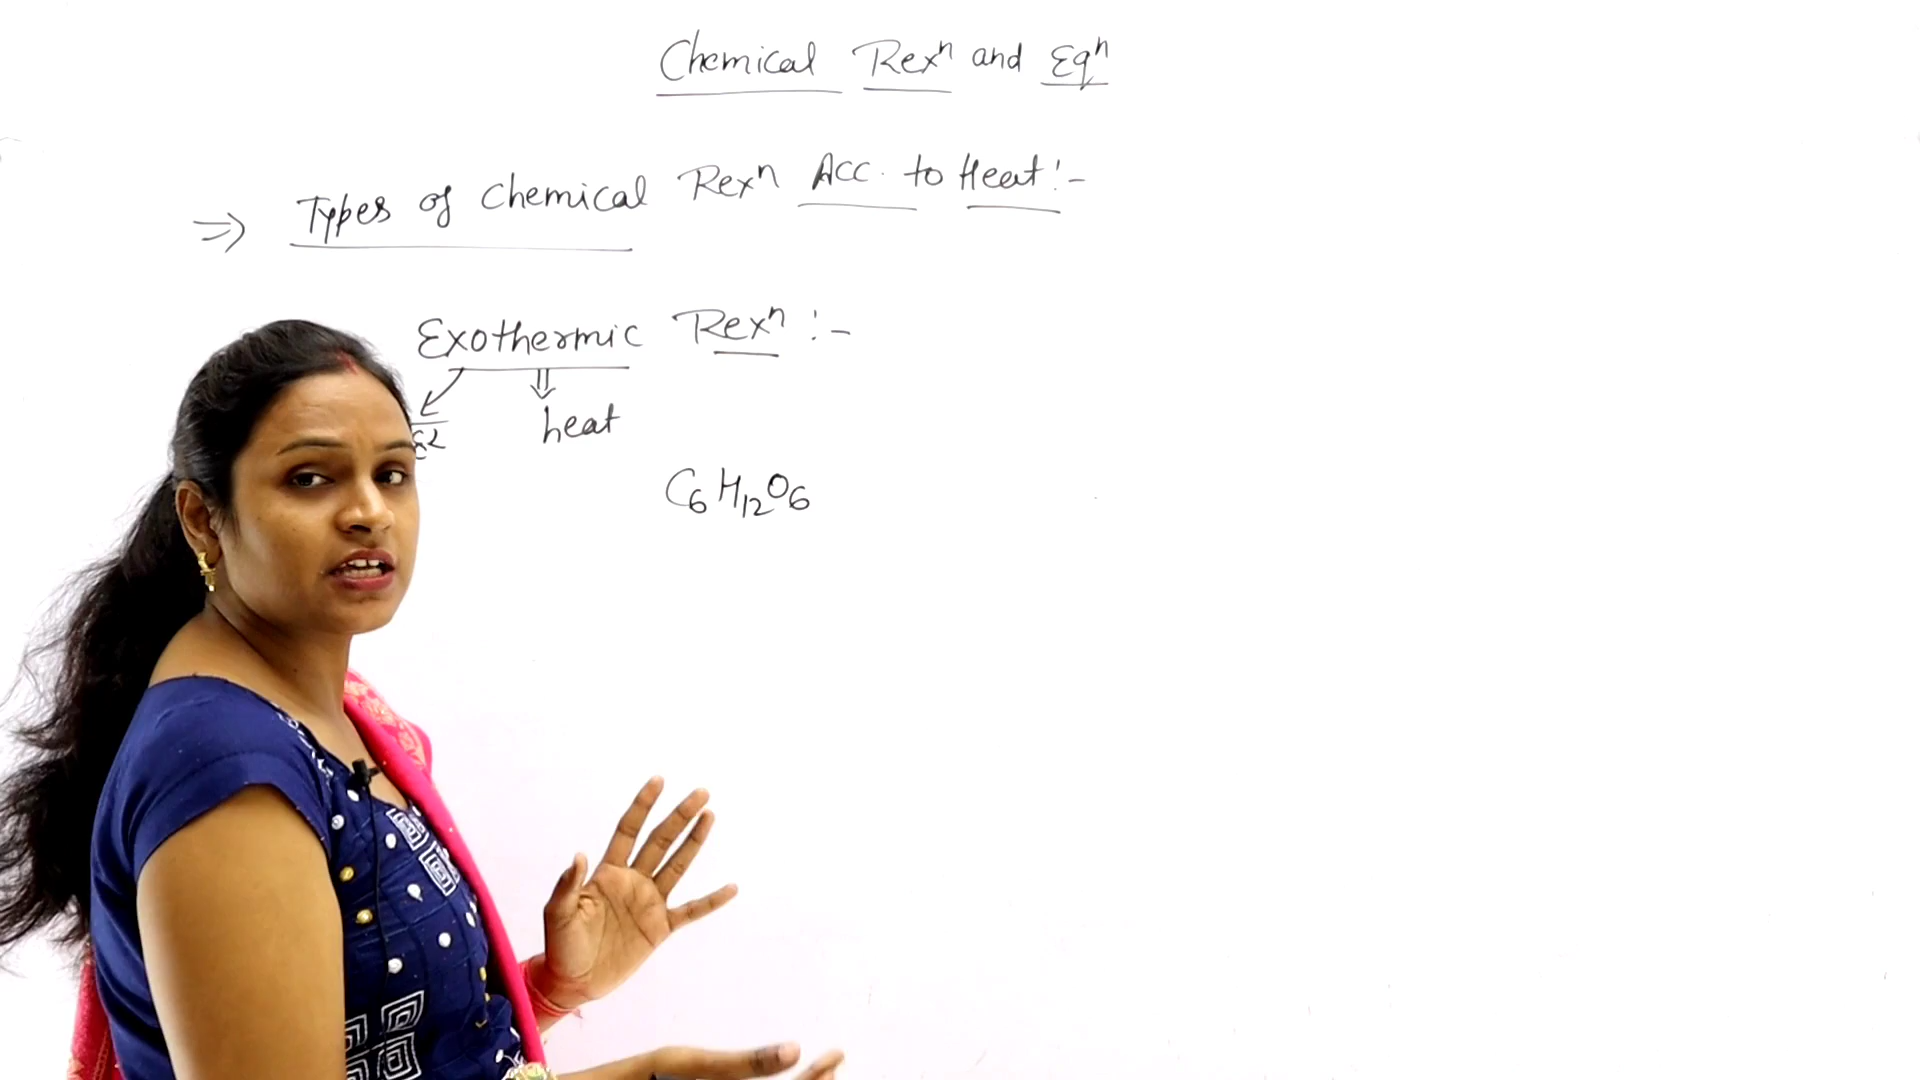 Chemical Rexⁿ and Eqⁿ
⇒ Types of Chemical Rexⁿ Acc. to Heat:-
Exothermic Rexⁿ :-
heat
C₆H₁₂O₆